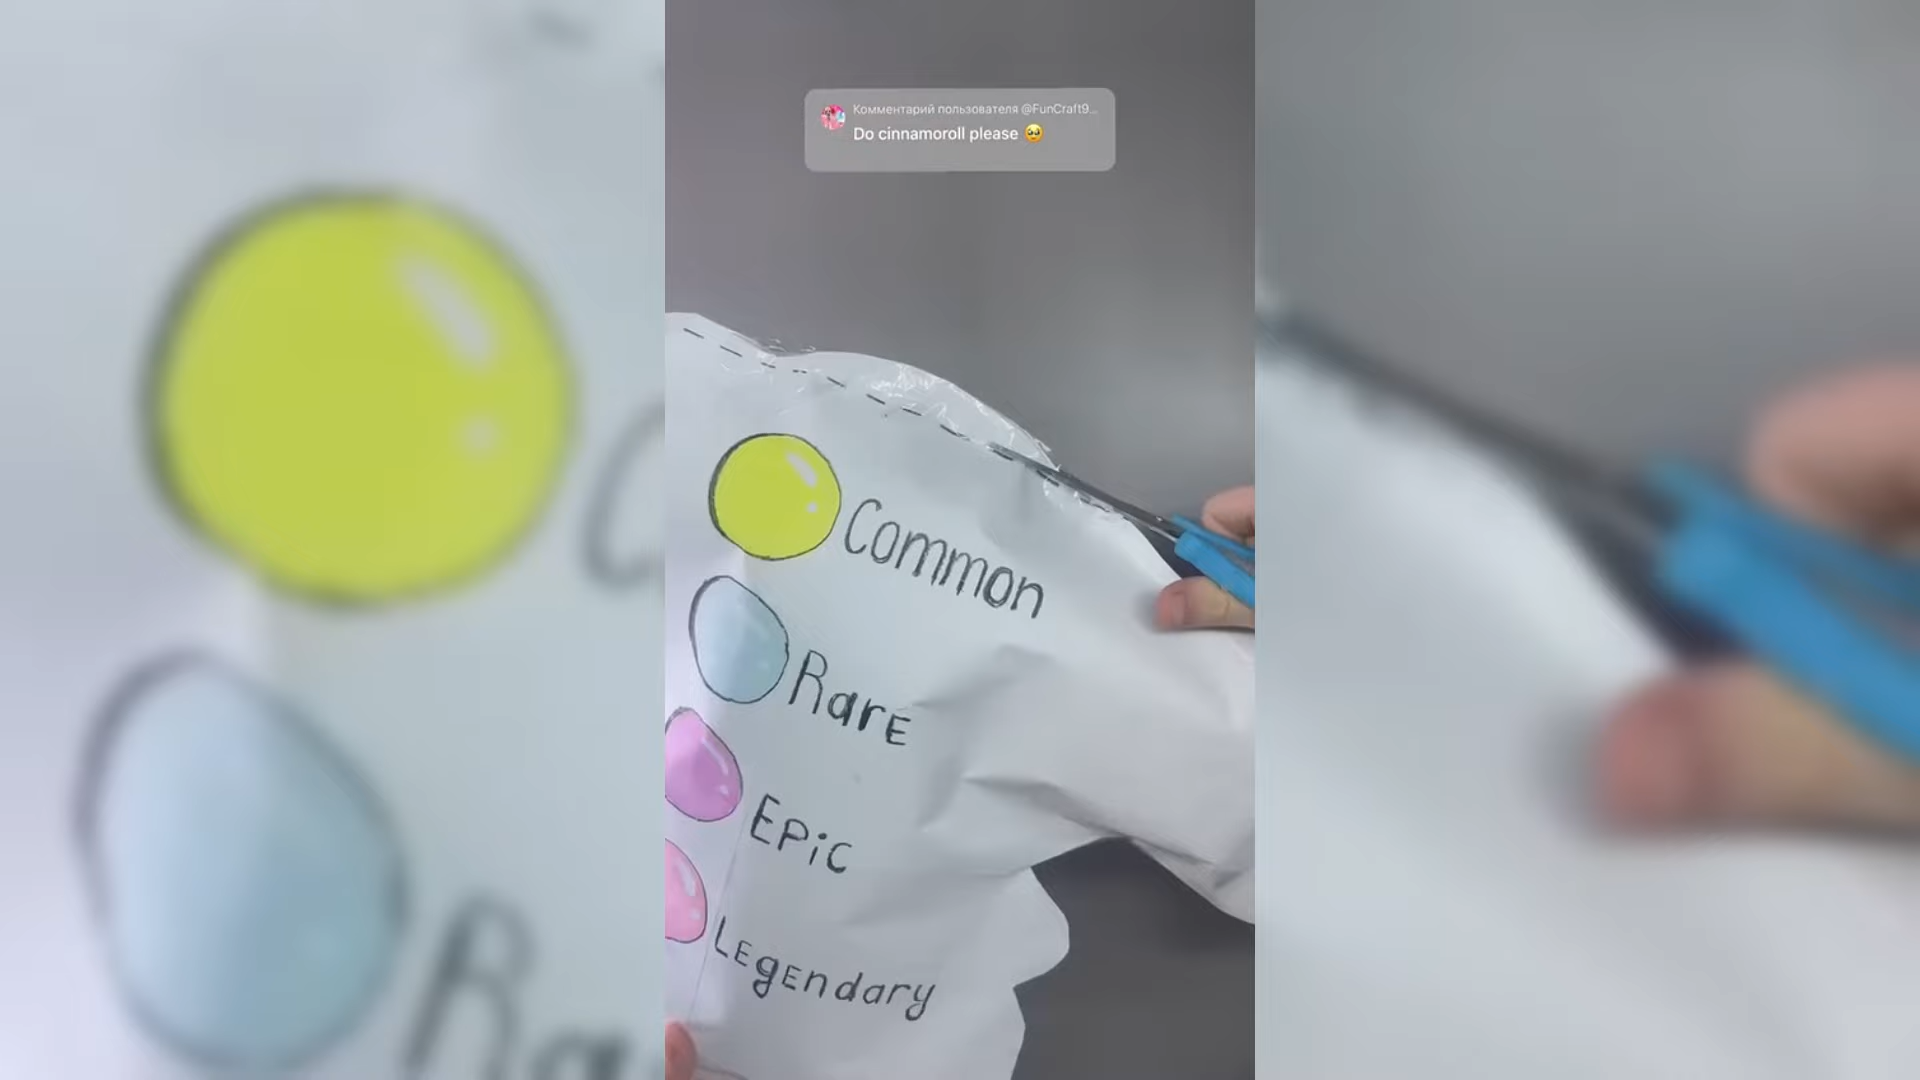 Комментарий пользователя @FunCraft9...
Do cinnamoroll please 🥹
Common
RarE
EPiC
LEgEndary